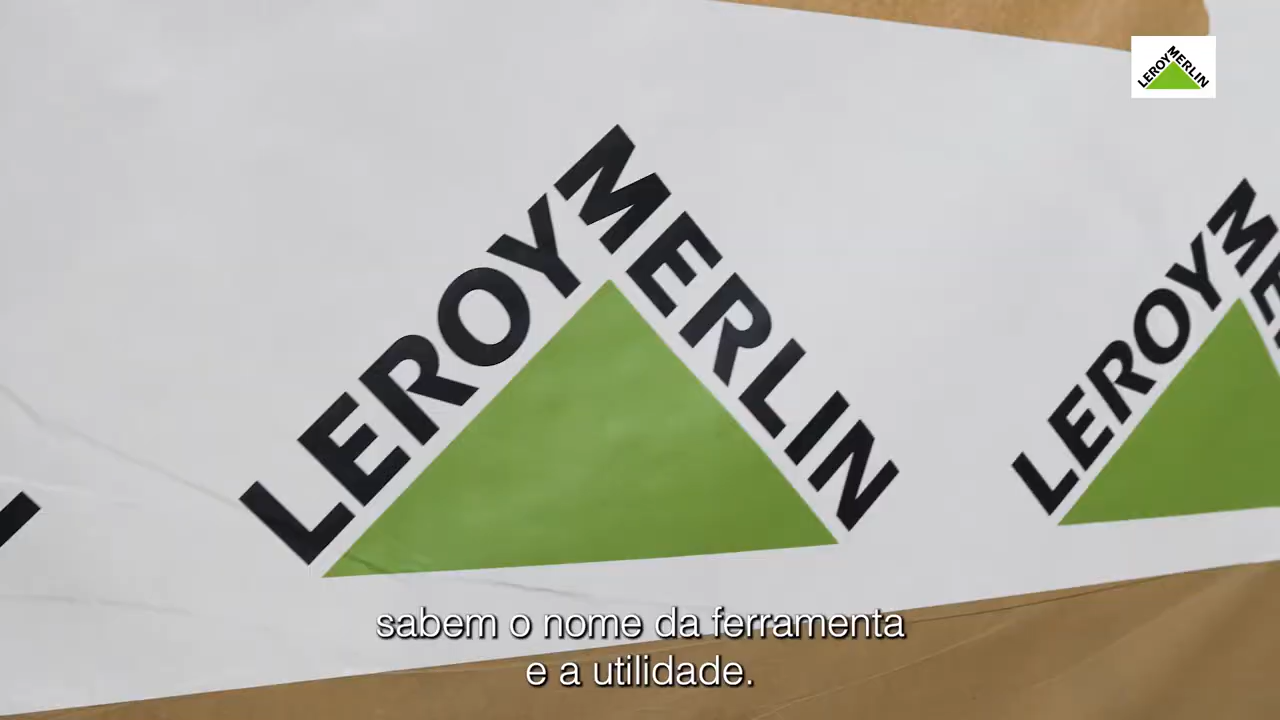 LEROY MERLIN
LEROY MERLIN
LEROY
sabem o nome da ferramenta
e a utilidade.